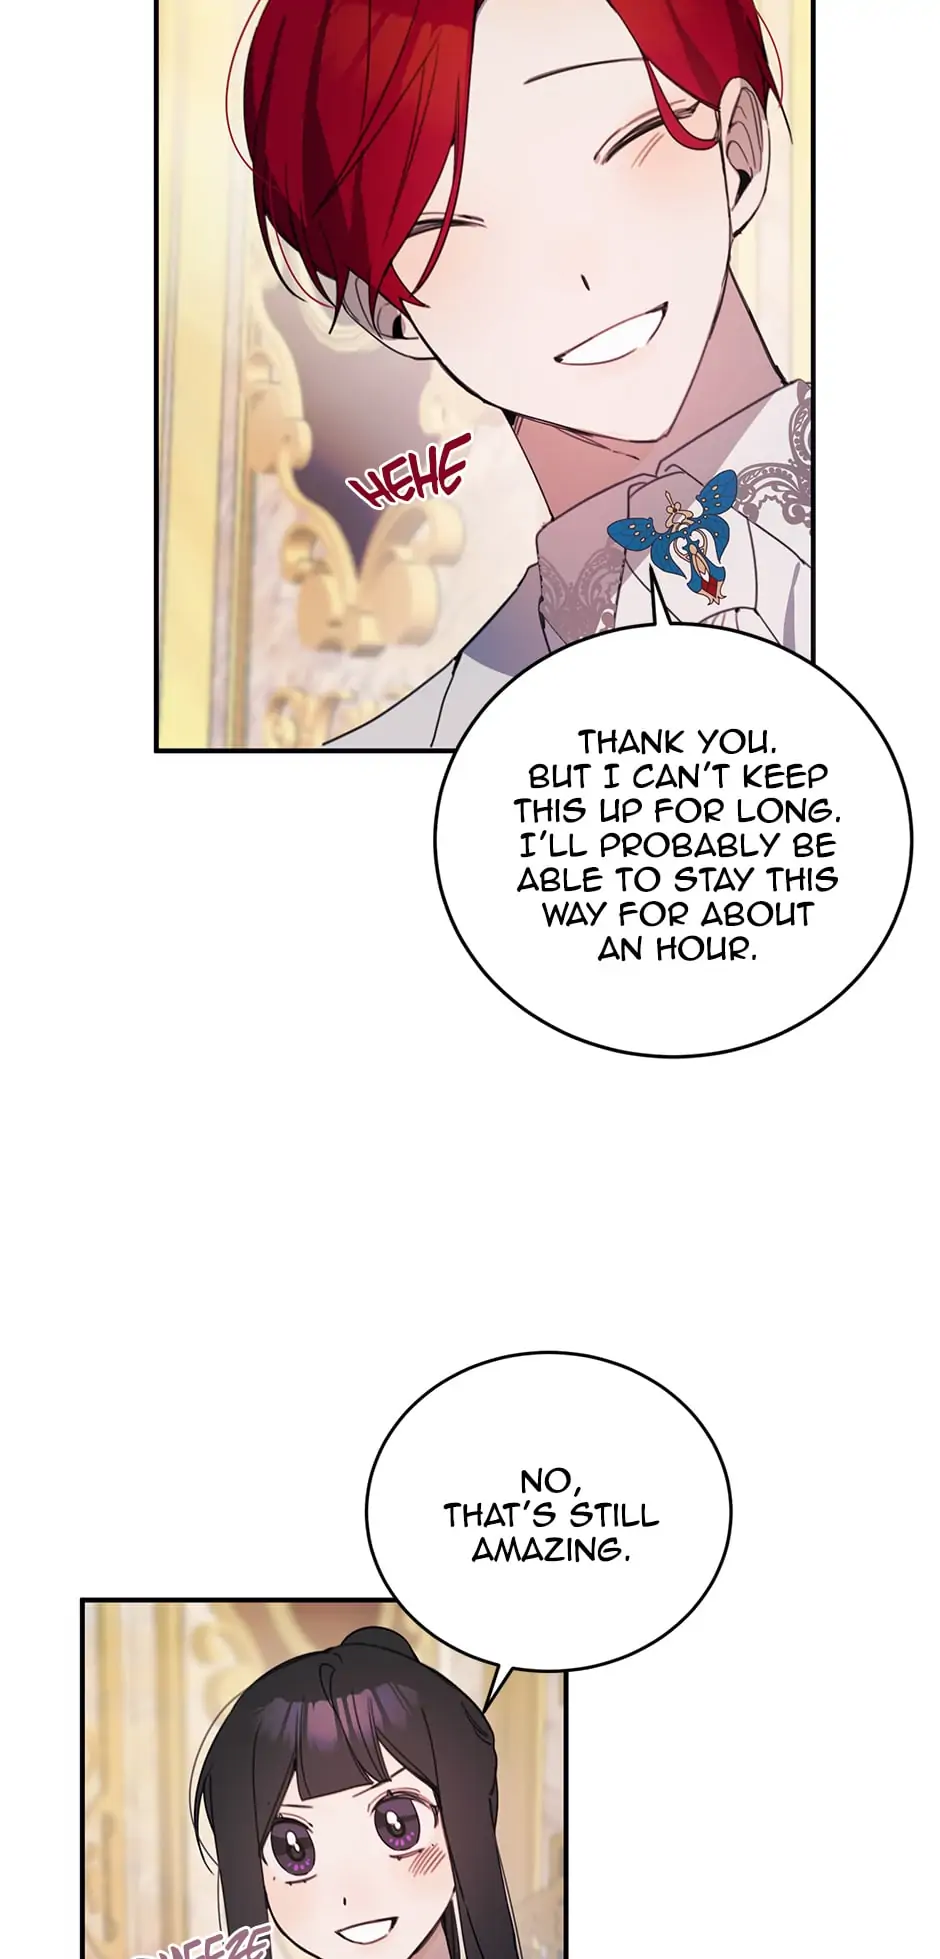 HEHE
THANK YOU.
BUT I CAN'T KEEP
THIS UP FOR LONG.
I'LL PROBABLY BE
ABLE TO STAY THIS
WAY FOR ABOUT
AN HOUR.
NO,
THAT'S STILL
AMAZING.